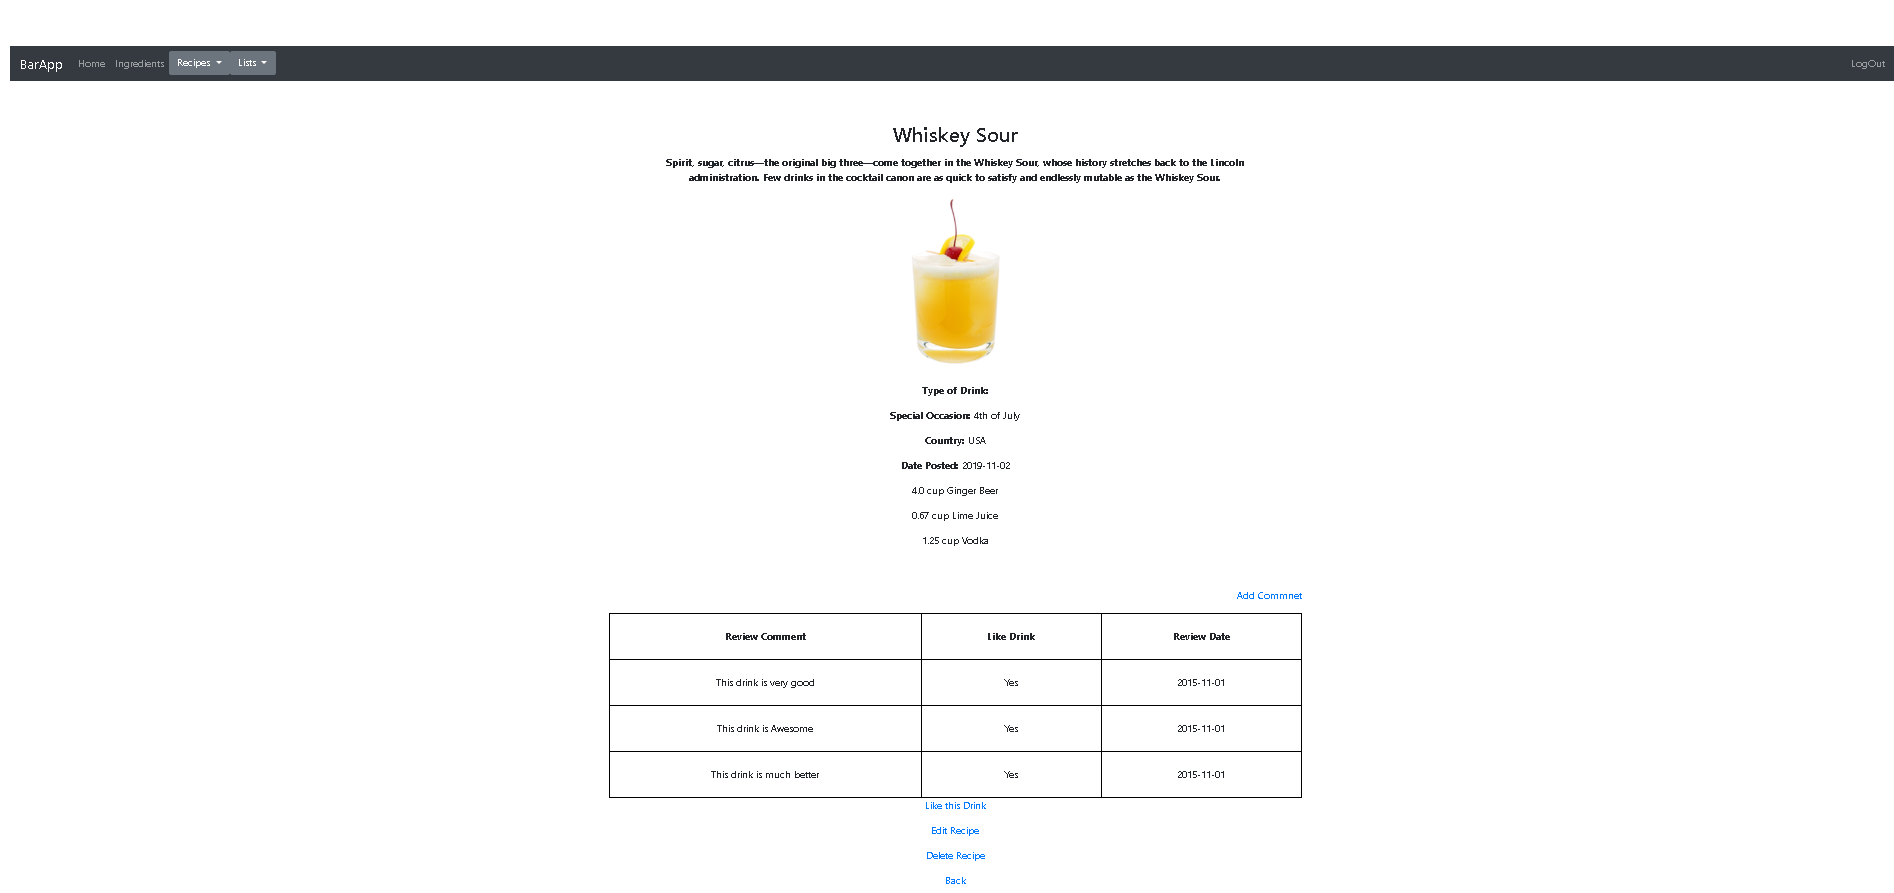 BarApp Home Ingredients Recipes Lists LogOut
Whiskey Sour
Spirit, sugar, citrus—the original big three—come together in the Whiskey Sour, whose history stretches back to the Lincoln
administration. Few drinks in the cocktail canon are as quick to satisfy and endlessly mutable as the Whiskey Sour.
Type of Drink:
Special Occasion: 4th of July
Country: USA
Date Posted: 2019-11-02
4.0 cup Ginger Beer
0.67 cup Lime Juice
1.25 cup Vodka
Add Commnet
Review Comment Like Drink Review Date
This drink is very good Yes 2015-11-01
This drink is Awesome Yes 2015-11-01
This drink is much better Yes 2015-11-01
Like this Drink
Edit Recipe
Delete Recipe
Back